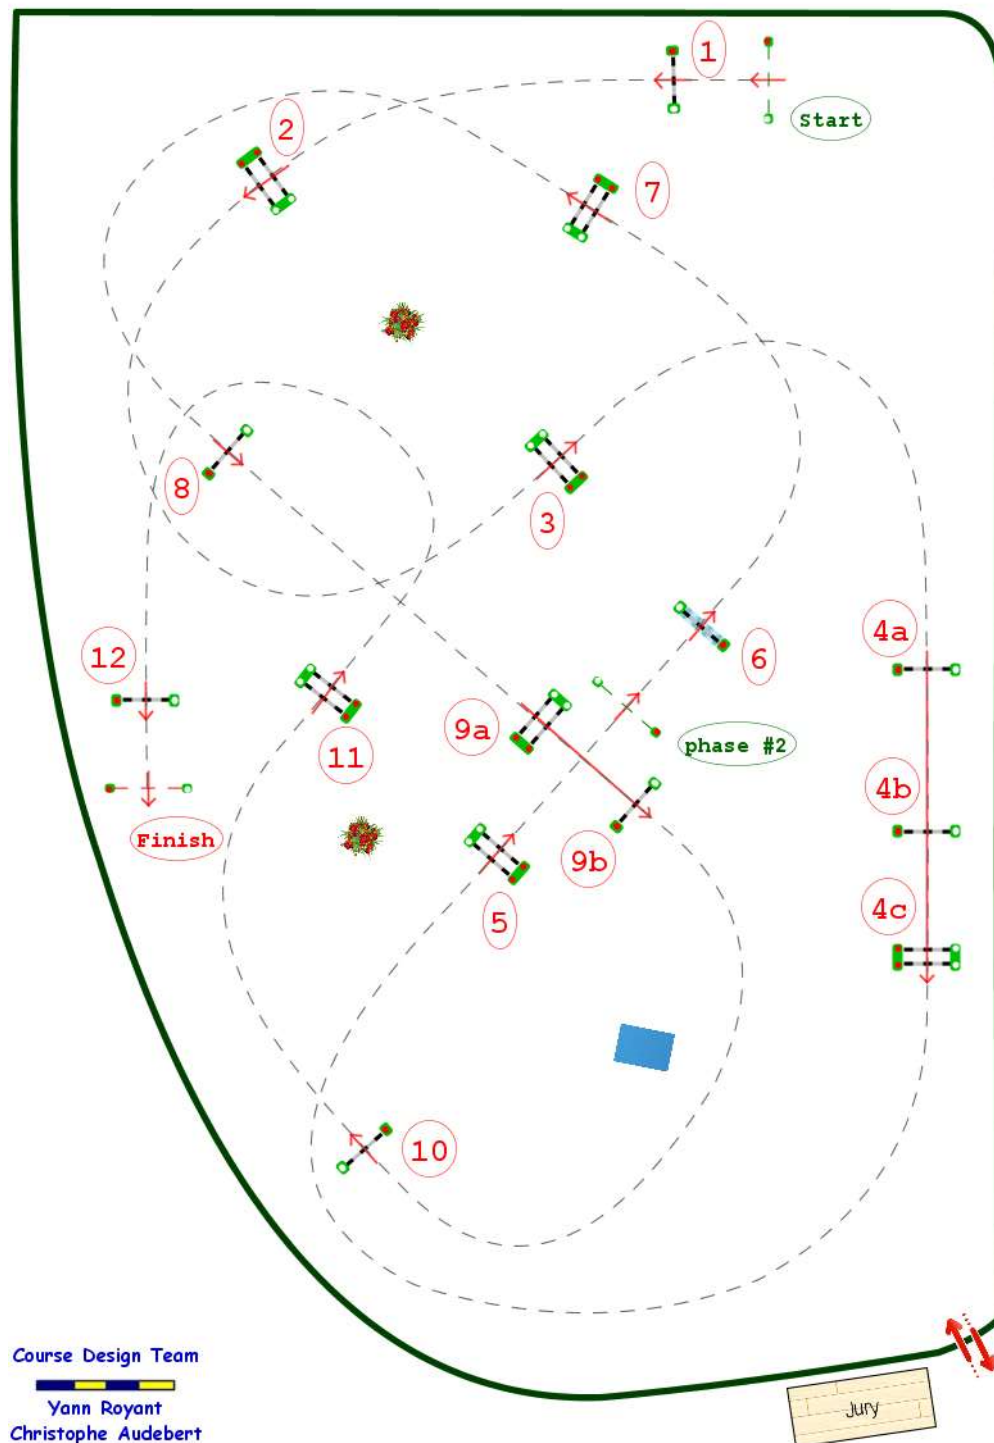 1
Start
2
7
3
8
6
4a
12
9a
phase #2
11
4b
Finish
9b
5
4c
10
Course Design Team
Yann Royant
Christophe Audebert
Jury